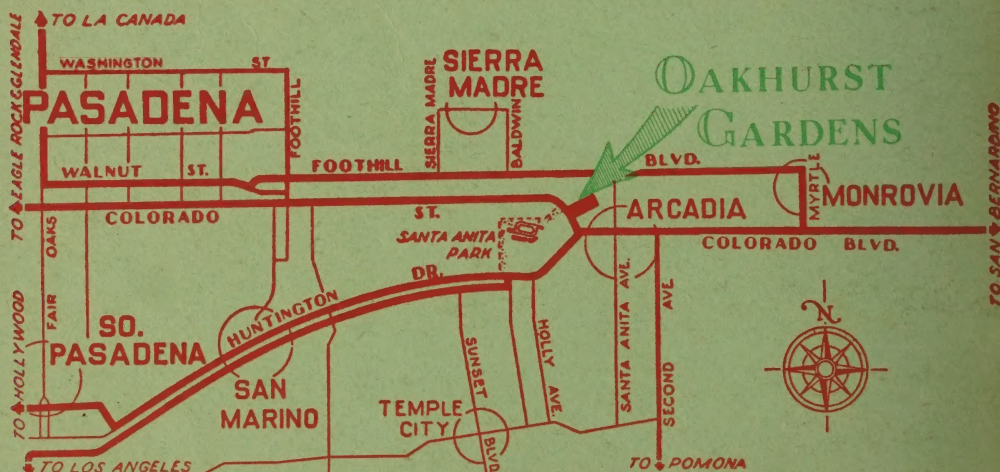 TO LA CANADA
TO EAGLE ROCK & GLENDALE
WASHINGTON ST
PASADENA
FOOTHILL
WALNUT ST.
SIERRA
MADRE
SIERRA MADRE
BALDWIN
OAKHURST
GARDENS
FOOTHILL BLVD.
MYRTLE
MONROVIA
ARCADIA
COLORADO ST.
COLORADO BLVD.
TO SAN BERNARDINO
SANTA ANITA
PARK
FAIR OAKS
HUNTINGTON DR.
SO.
PASADENA
TO HOLLYWOOD
SAN
MARINO
SUNSET BLVD
HOLLY AVE.
SANTA ANITA AVE.
SECOND AVE
TEMPLE
CITY
N
TO LOS ANGELES
TO POMONA